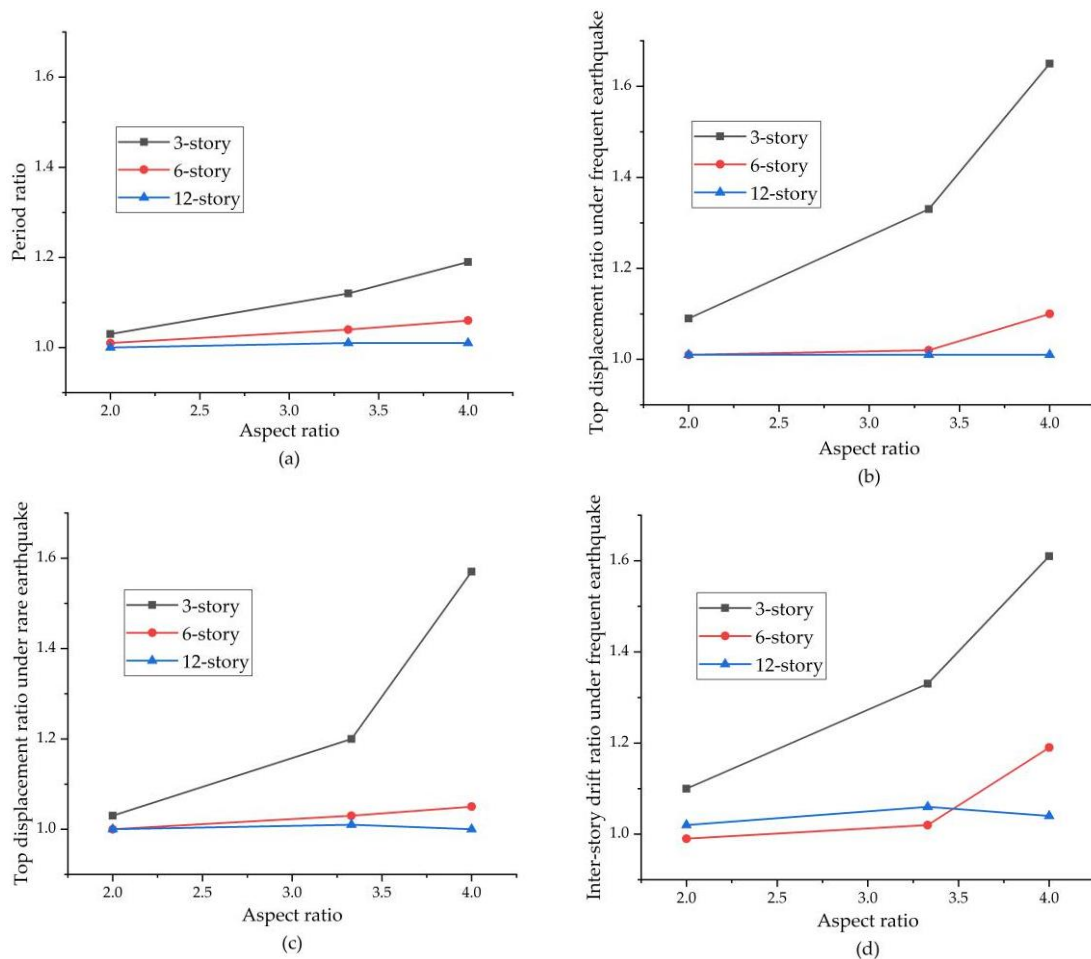 Period ratio
1.6
1.4
1.2
1.0
3-story
6-story
12-story
2.0 2.5 3.0 3.5 4.0
Aspect ratio
(a)
Top displacement ratio under frequent earthquake
1.6
1.4
1.2
1.0
3-story
6-story
12-story
2.0 2.5 3.0 3.5 4.0
Aspect ratio
(b)
Top displacement ratio under rare earthquake
1.6
1.4
1.2
1.0
3-story
6-story
12-story
2.0 2.5 3.0 3.5 4.0
Aspect ratio
(c)
Inter-story drift ratio under frequent earthquake
1.6
1.4
1.2
1.0
3-story
6-story
12-story
2.0 2.5 3.0 3.5 4.0
Aspect ratio
(d)